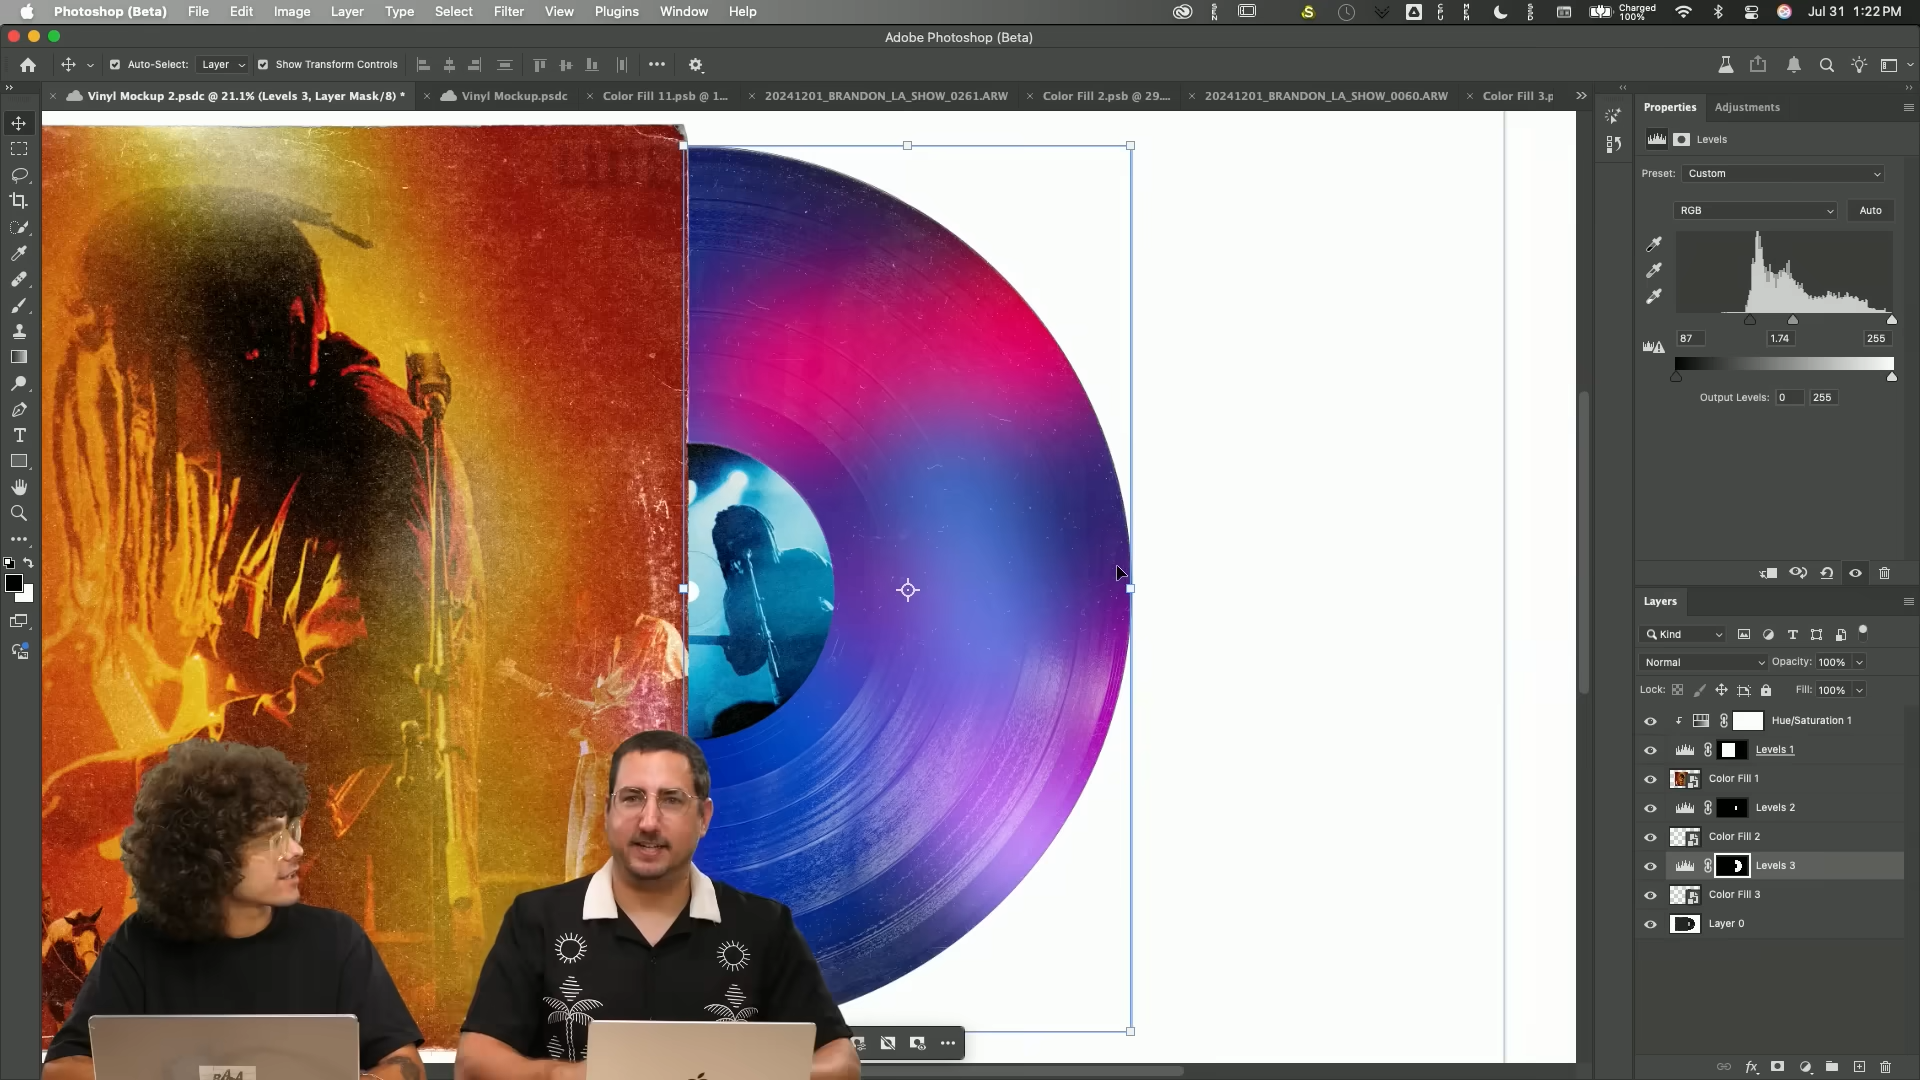 Photoshop (Beta) File Edit Image Layer Type Select Filter View Plugins Window Help
Charged 100% Jul 31 1:22 PM
Adobe Photoshop (Beta)
Auto-Select: Layer Show Transform Controls
Vinyl Mockup 2.psdc @ 21.1% (Levels 3, Layer Mask/8) * Vinyl Mockup.psdc Color Fill 11.psb @ 1... 20241201_BRANDON_LA_SHOW_0261.ARW Color Fill 2.psb @ 29.... 20241201_BRANDON_LA_SHOW_0060.ARW Color Fill 3.p
Properties Adjustments
Levels
Preset: Custom
RGB Auto
87 1.74 255
Output Levels: 0 255
Layers
Kind
Normal Opacity: 100%
Lock: Fill: 100%
Hue/Saturation 1
Levels 1
Color Fill 1
Levels 2
Color Fill 2
Levels 3
Color Fill 3
Layer 0